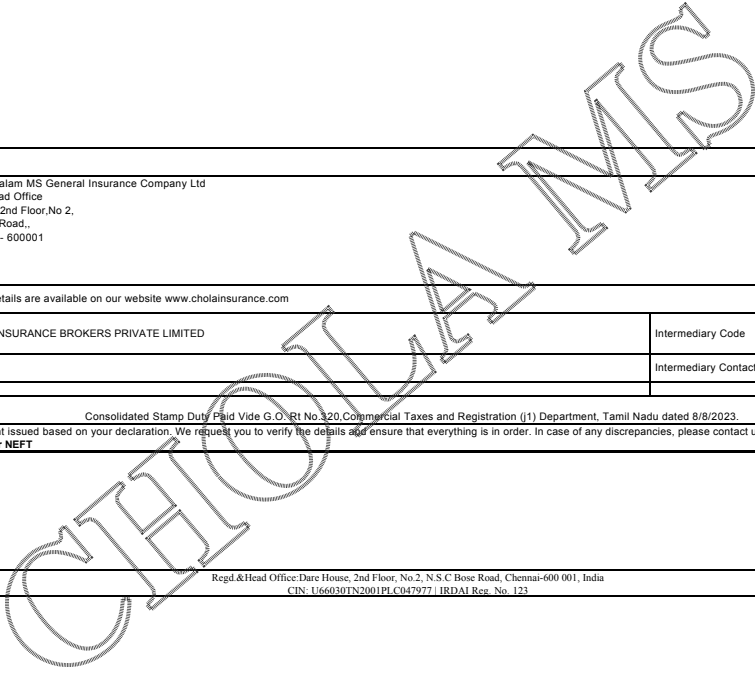 alam MS General Insurance Company Ltd
ad Office
2nd Floor,No 2,
Road,,
- 600001
etails are available on our website www.cholainsurance.com
NSURANCE BROKERS PRIVATE LIMITED
Intermediary Code
Intermediary Contact
Consolidated Stamp Duty Paid Vide G.O. Rt No.320,Commercial Taxes and Registration (j1) Department, Tamil Nadu dated 8/8/2023.
t issued based on your declaration. We request you to verify the details and ensure that everything is in order. In case of any discrepancies, please contact u
r NEFT
Regd.&Head Office:Dare House, 2nd Floor, No.2, N.S.C Bose Road, Chennai-600 001, India
CIN: U66030TN2001PLC047977 | IRDAI Reg. No. 123
CHOLA MS